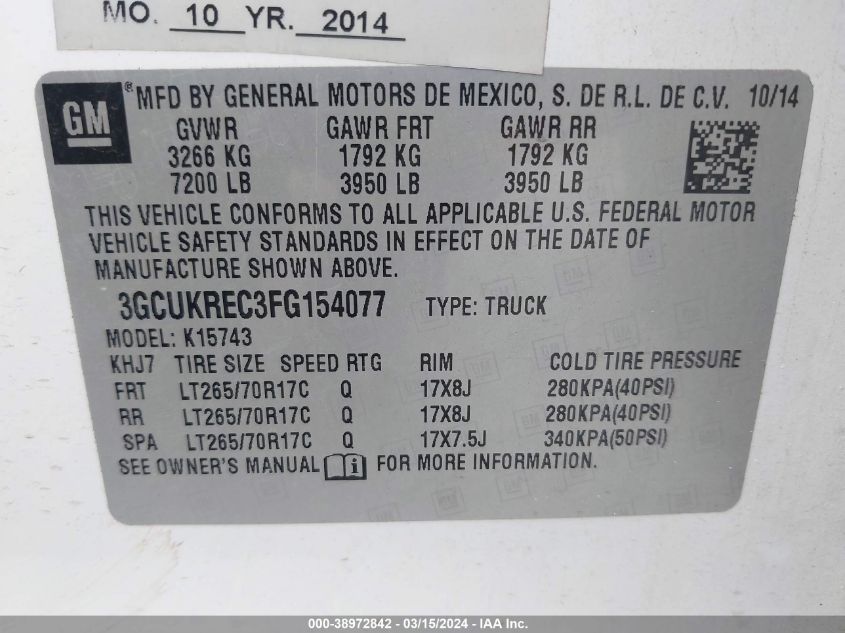 MO. 10 YR. 2014
GM ® MFD BY GENERAL MOTORS DE MEXICO, S. DE R.L. DE C.V. 10/14
GVWR GAWR FRT GAWR RR
3266 KG 1792 KG 1792 KG
7200 LB 3950 LB 3950 LB
THIS VEHICLE CONFORMS TO ALL APPLICABLE U.S. FEDERAL MOTOR
VEHICLE SAFETY STANDARDS IN EFFECT ON THE DATE OF
MANUFACTURE SHOWN ABOVE.
3GCUKREC3FG154077 TYPE: TRUCK
MODEL: K15743
KHJ7 TIRE SIZE SPEED RTG RIM COLD TIRE PRESSURE
FRT LT265/70R17C Q 17X8J 280KPA(40PSI)
RR LT265/70R17C Q 17X8J 280KPA(40PSI)
SPA LT265/70R17C Q 17X7.5J 340KPA(50PSI)
SEE OWNER'S MANUAL i FOR MORE INFORMATION.
000-38972842 - 03/15/2024 - IAA Inc.